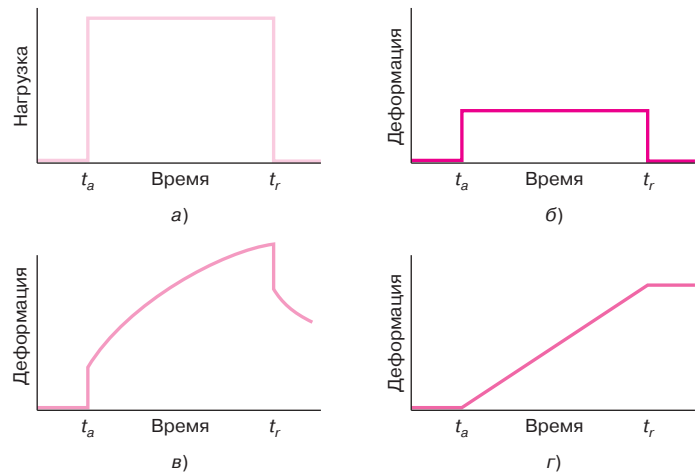 Нагрузка
t_a Время t_r
а)
Деформация
t_a Время t_r
б)
Деформация
t_a Время t_r
в)
Деформация
t_a Время t_r
г)